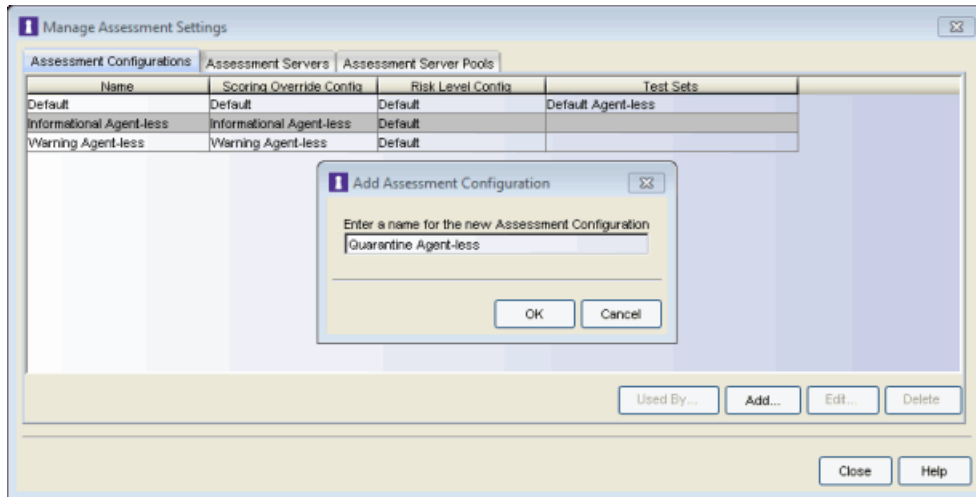 Manage Assessment Settings
Assessment Configurations Assessment Servers Assessment Server Pools
Name Scoring Override Config Risk Level Config Test Sets
Default Default Default Default Agent-less
Informational Agent-less Informational Agent-less Default
Warning Agent-less Warning Agent-less Default
Add Assessment Configuration
Enter a name for the new Assessment Configuration
Quarantine Agent-less
OK Cancel
Used By... Add... Edit... Delete
Close Help